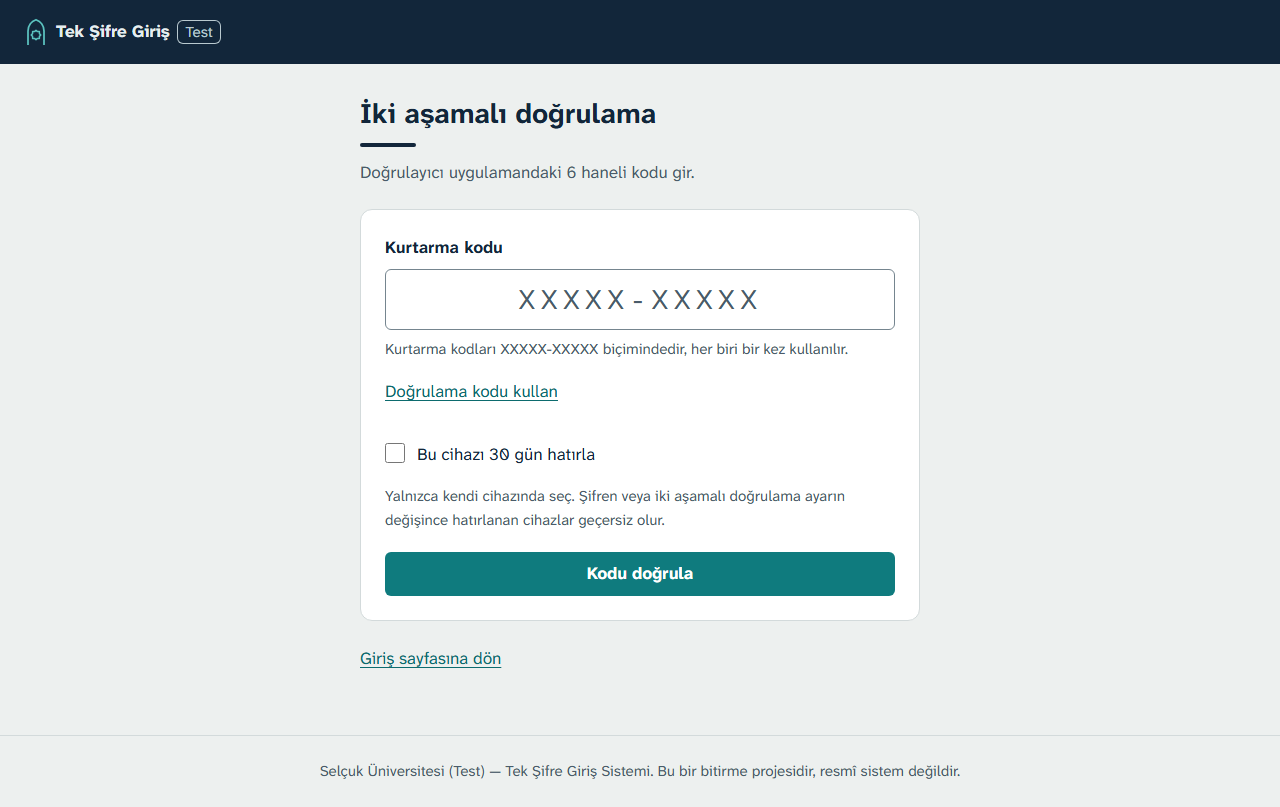 Tek Şifre Giriş Test
İki aşamalı doğrulama
Doğrulayıcı uygulamandaki 6 haneli kodu gir.
Kurtarma kodu
XXXXX-XXXXX
Kurtarma kodları XXXXX-XXXXX biçimindedir, her biri bir kez kullanılır.
Doğrulama kodu kullan
Bu cihazı 30 gün hatırla
Yalnızca kendi cihazında seç. Şifren veya iki aşamalı doğrulama ayarın
değişince hatırlanan cihazlar geçersiz olur.
Kodu doğrula
Giriş sayfasına dön
Selçuk Üniversitesi (Test) — Tek Şifre Giriş Sistemi. Bu bir bitirme projesidir, resmî sistem değildir.